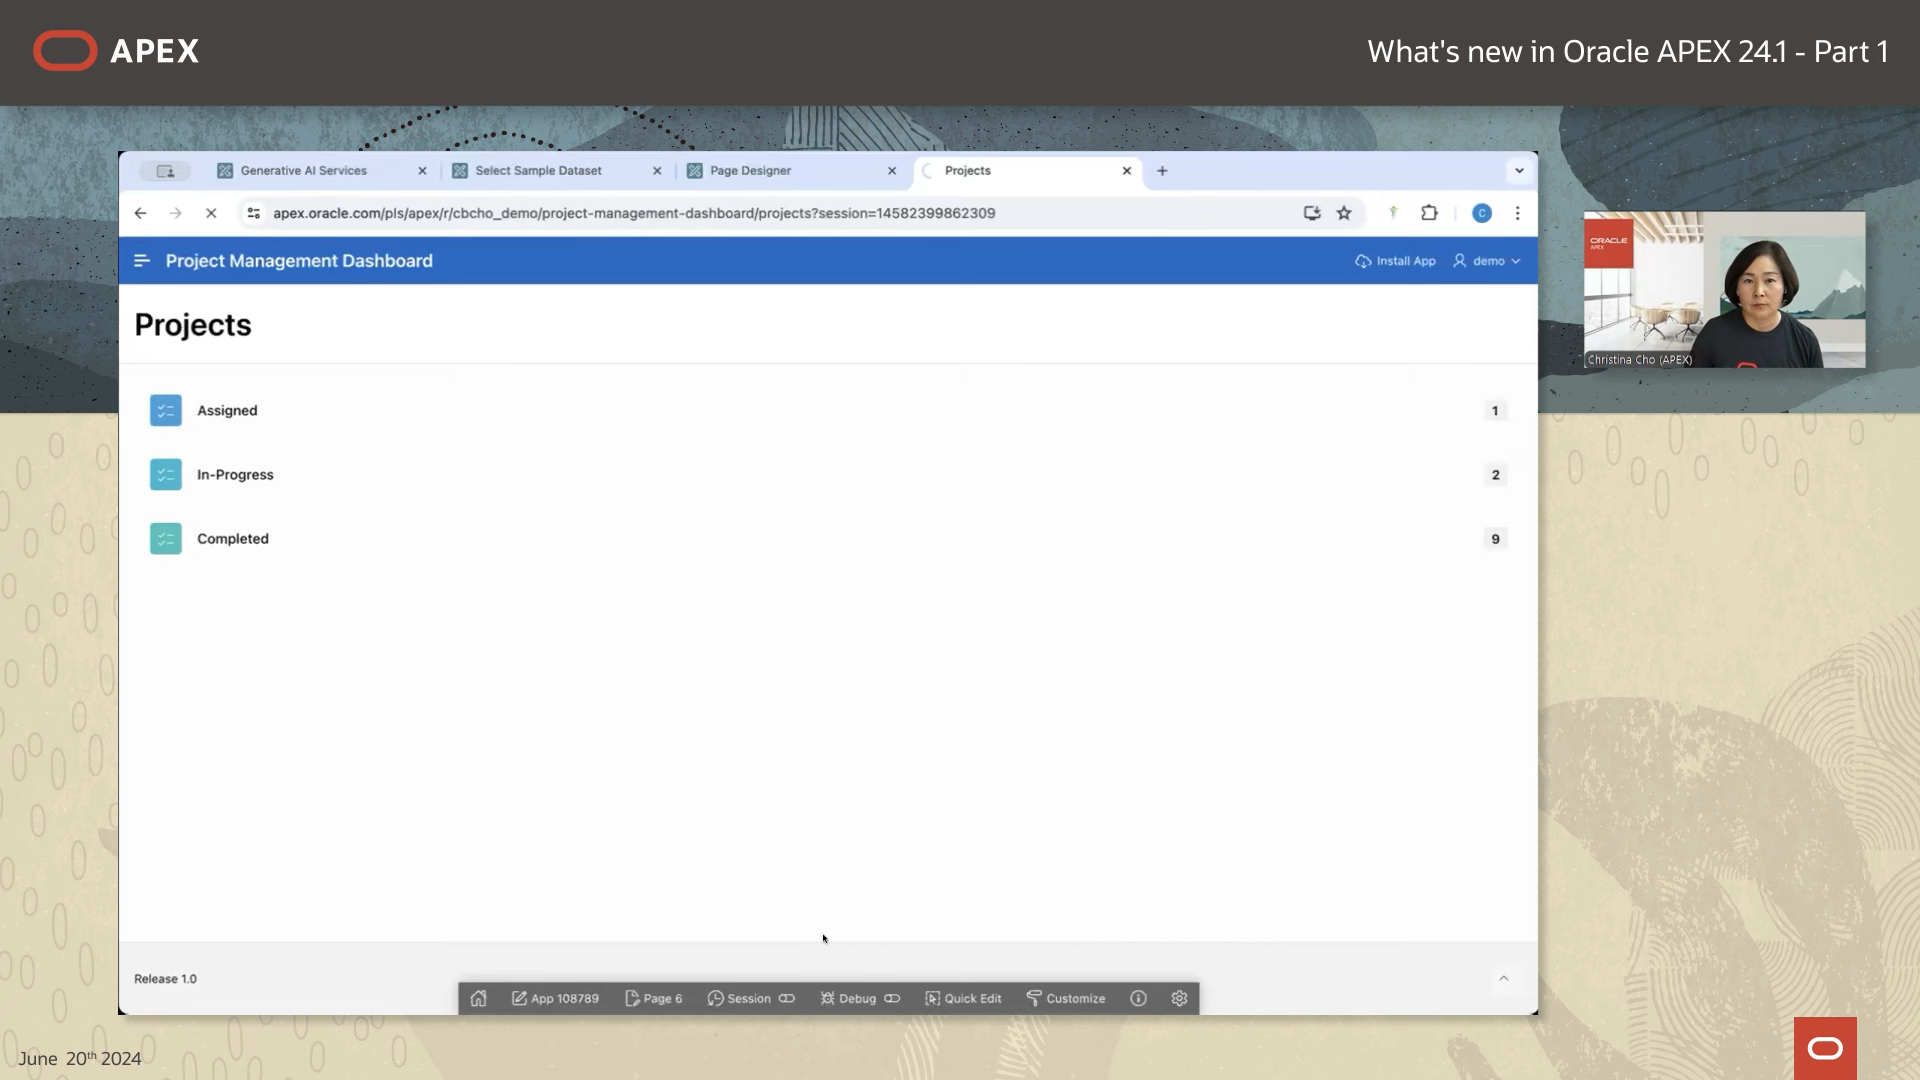 APEX
What's new in Oracle APEX 24.1 - Part 1
Generative AI Services
Select Sample Dataset
Page Designer
Projects
apex.oracle.com/pls/apex/r/cbcho_demo/project-management-dashboard/projects?session=14582399862309
C
Project Management Dashboard
Install App
demo
Projects
Assigned
1
In-Progress
2
Completed
9
Release 1.0
App 108789
Page 6
Session
Debug
Quick Edit
Customize
ORACLE
APEX
Christina Cho (APEX)
June 20th 2024